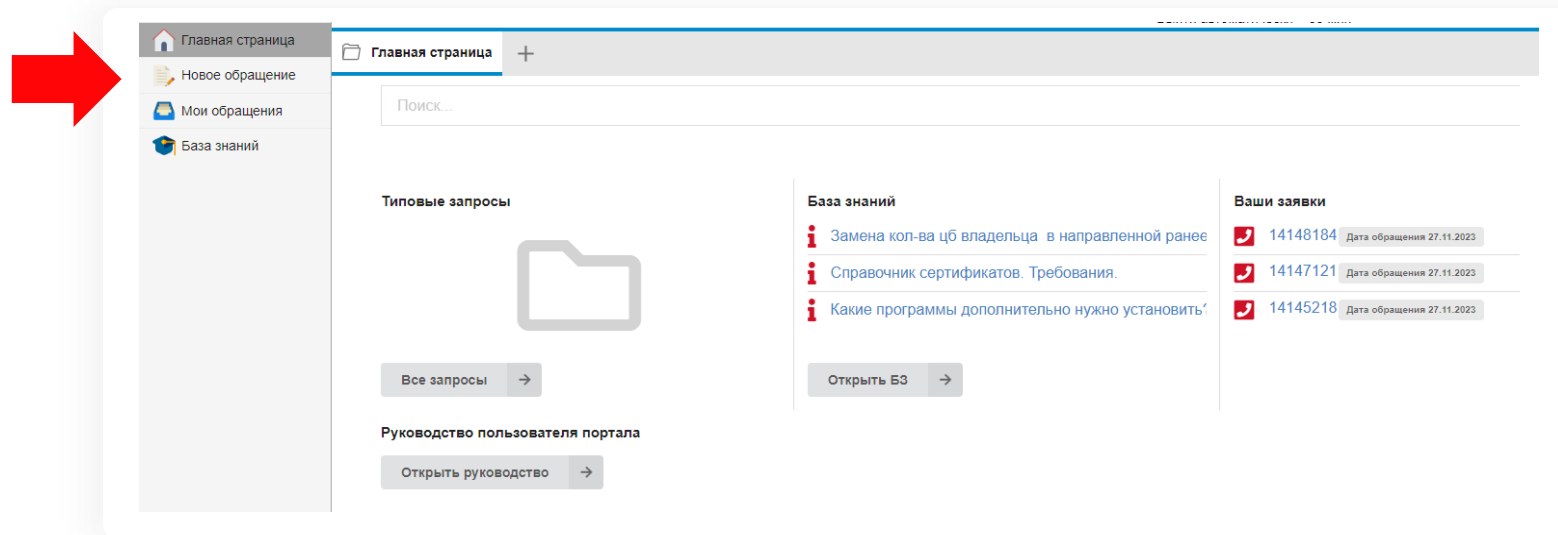 Главная страница
Новое обращение
Мои обращения
База знаний
Главная страница
Поиск...
Типовые запросы
Все запросы
Руководство пользователя портала
Открыть руководство
База знаний
Замена кол-ва цб владельца в направленной ранее
Справочник сертификатов. Требования.
Какие программы дополнительно нужно установить?
Открыть БЗ
Ваши заявки
14148184 Дата обращения 27.11.2023
14147121 Дата обращения 27.11.2023
14145218 Дата обращения 27.11.2023